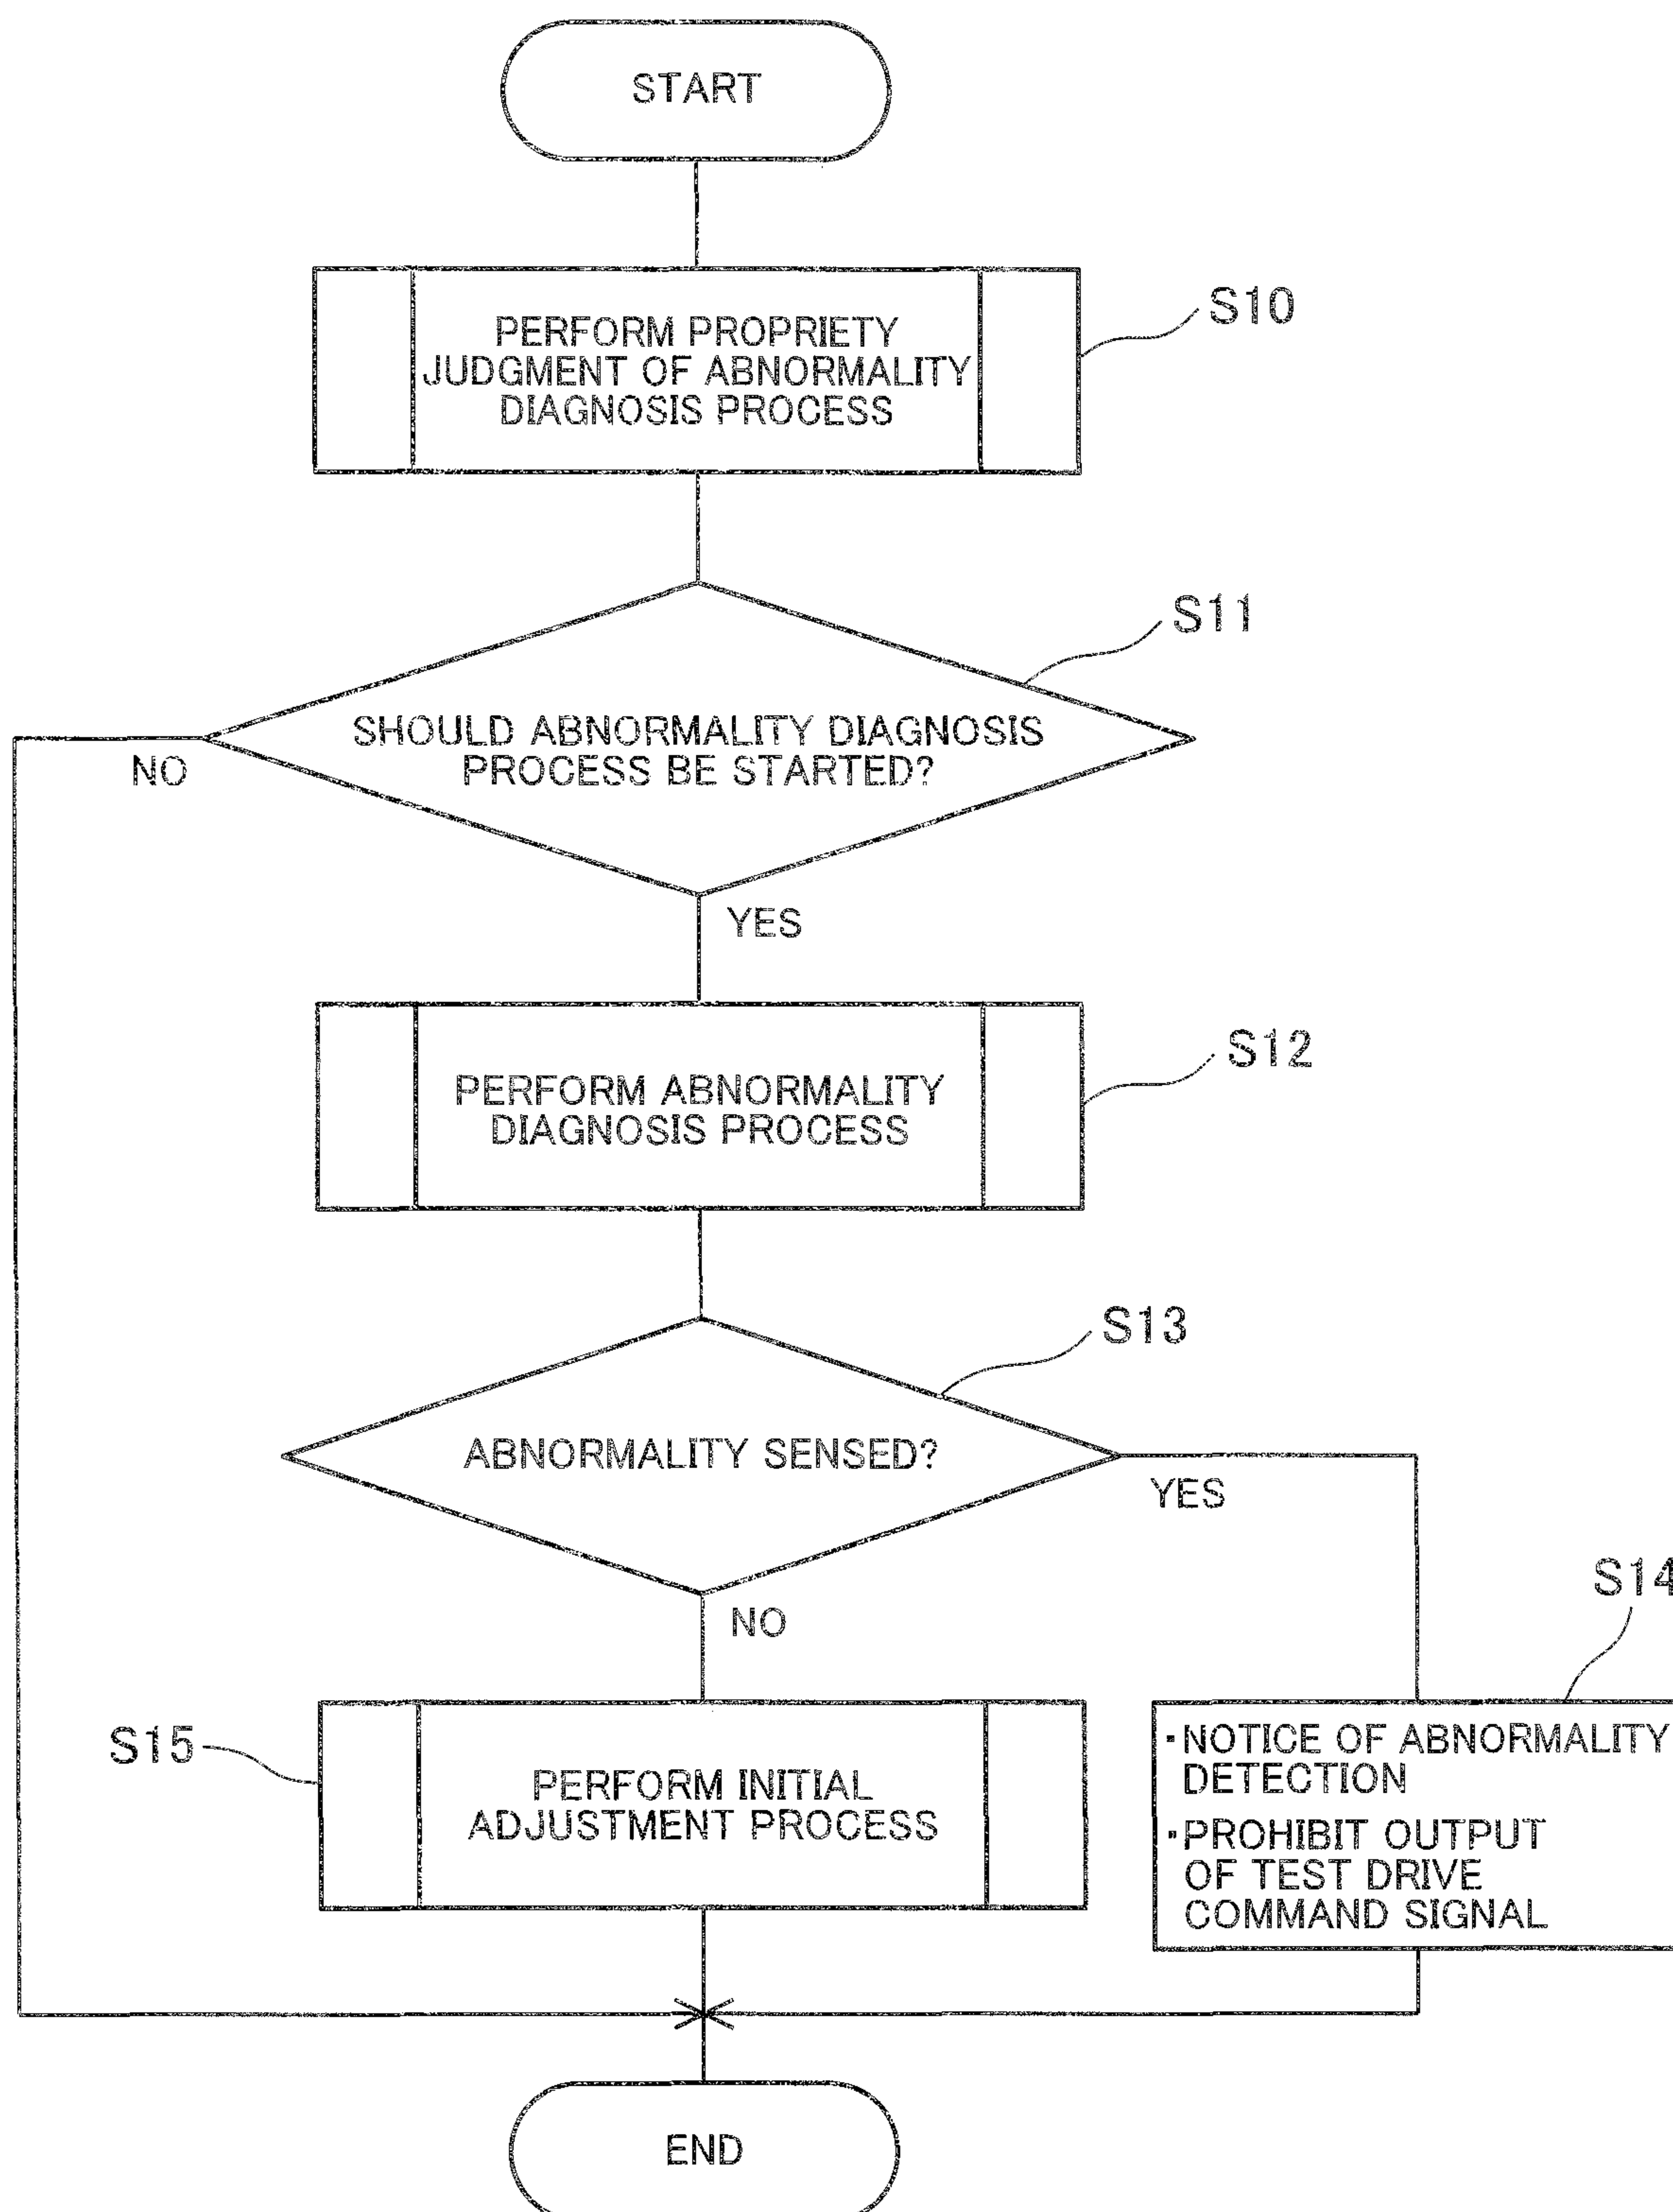 START
PERFORM PROPRIETY
JUDGMENT OF ABNORMALITY
DIAGNOSIS PROCESS
S10
S11
SHOULD ABNORMALITY DIAGNOSIS
PROCESS BE STARTED?
NO
YES
S12
PERFORM ABNORMALITY
DIAGNOSIS PROCESS
S13
ABNORMALITY SENSED?
YES
NO
S14
S15
PERFORM INITIAL
ADJUSTMENT PROCESS
▪NOTICE OF ABNORMALITY
DETECTION
▪PROHIBIT OUTPUT
OF TEST DRIVE
COMMAND SIGNAL
END